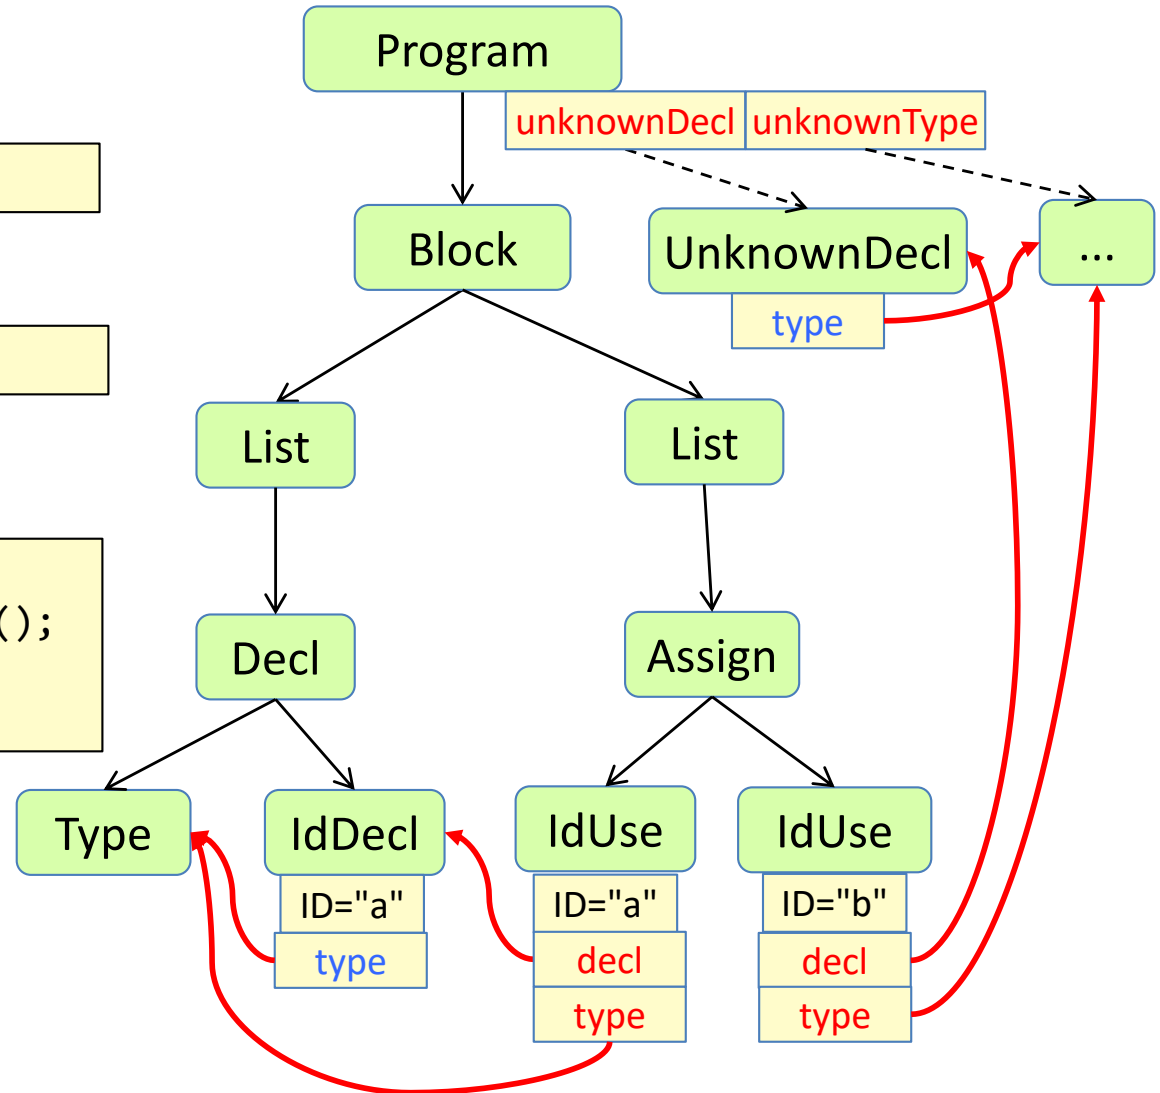 Program
unknownDecl unknownType
Block
UnknownDecl
...
type
List
List
();
Decl
Assign
Type
IdDecl
IdUse
IdUse
ID="a"
ID="a"
ID="b"
type
decl
decl
type
type